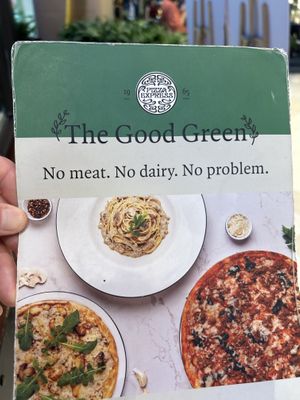 19 65
PIZZA
EXPRESS
The Good Green
No meat. No dairy. No problem.